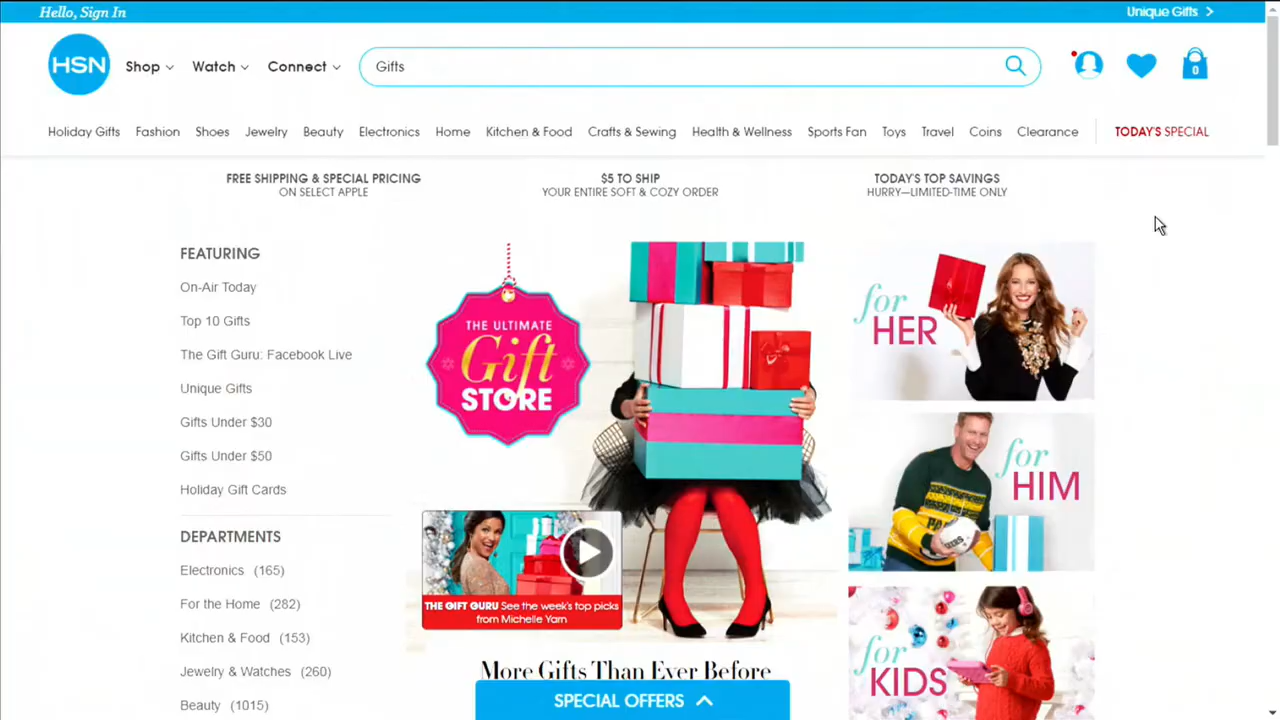 Hello, Sign In
Unique Gifts
HSN
Shop
Watch
Connect
Gifts
0
Holiday Gifts
Fashion
Shoes
Jewelry
Beauty
Electronics
Home
Kitchen & Food
Crafts & Sewing
Health & Wellness
Sports Fan
Toys
Travel
Coins
Clearance
TODAY'S SPECIAL
FREE SHIPPING & SPECIAL PRICING
ON SELECT APPLE
$5 TO SHIP
YOUR ENTIRE SOFT & COZY ORDER
TODAY'S TOP SAVINGS
HURRY—LIMITED-TIME ONLY
FEATURING
On-Air Today
Top 10 Gifts
The Gift Guru: Facebook Live
Unique Gifts
Gifts Under $30
Gifts Under $50
Holiday Gift Cards
DEPARTMENTS
Electronics (165)
For the Home (282)
Kitchen & Food (153)
Jewelry & Watches (260)
Beauty (1015)
THE ULTIMATE
Gift
STORE
THE GIFT GURU See the week's top picks
from Michelle Yarn
More Gifts Than Ever Before
SPECIAL OFFERS
for
HER
for
HIM
for
KIDS